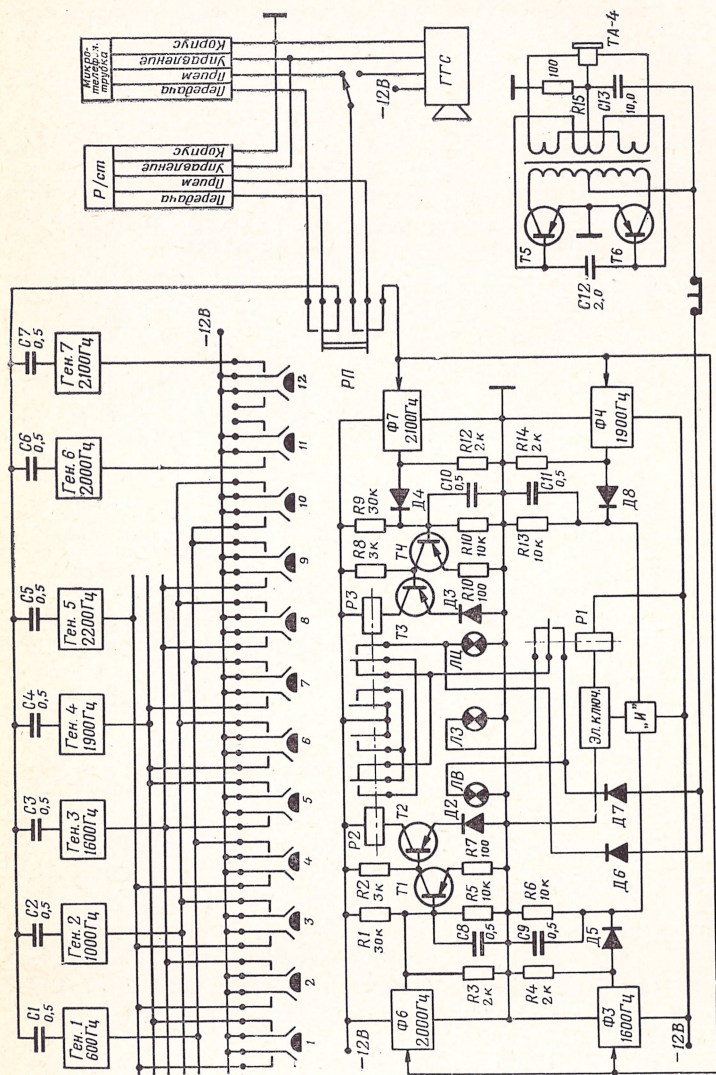 Микро-
телеф.-н.
трубка
Корпус
Управление
Прием
Передача
Р/ст
Корпус
Управление
Прием
Передача
-12В
ГГС
ТА-4
100
R15
C13
10,0
T5
T6
C12
2,0
C1
0,5
C2
0,5
C3
0,5
C4
0,5
C5
0,5
C6
0,5
C7
0,5
Ген. 1
600Гц
Ген. 2
1000Гц
Ген. 3
1600Гц
Ген. 4
1900Гц
Ген. 5
2200Гц
Ген. 6
2000Гц
Ген. 7
2100Гц
-12В
1
2
3
4
5
6
7
8
9
10
11
12
РП
-12В
Ф6
2000Гц
R1
30к
R2
3к
P2
T1
T2
R3
2к
C8
0,5
R5
10к
R7
100
Д2
ЛВ
ЛЗ
ЛЦ
P3
T3
T4
R8
3к
R9
30к
Д3
R10
100
R10
10к
Д4
C10
0,5
R12
2к
Ф7
2100Гц
Ф3
1600Гц
-12В
R4
2к
C9
0,5
R6
10к
Д5
Д6
Д7
Эл. ключ.
„И"
P1
R13
10к
C11
0,5
R14
2к
Д8
Ф4
1900Гц